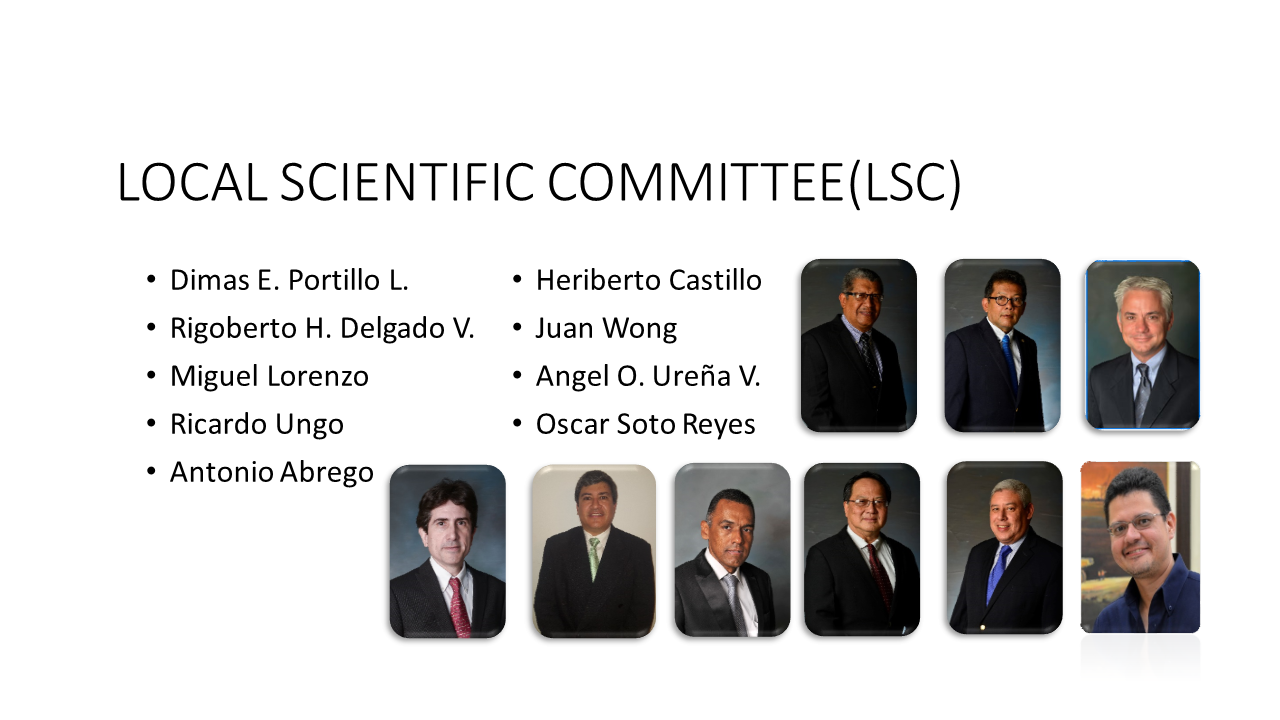 LOCAL SCIENTIFIC COMMITTEE(LSC)
• Dimas E. Portillo L.
• Rigoberto H. Delgado V.
• Miguel Lorenzo
• Ricardo Ungo
• Antonio Abrego
• Heriberto Castillo
• Juan Wong
• Angel O. Ureña V.
• Oscar Soto Reyes